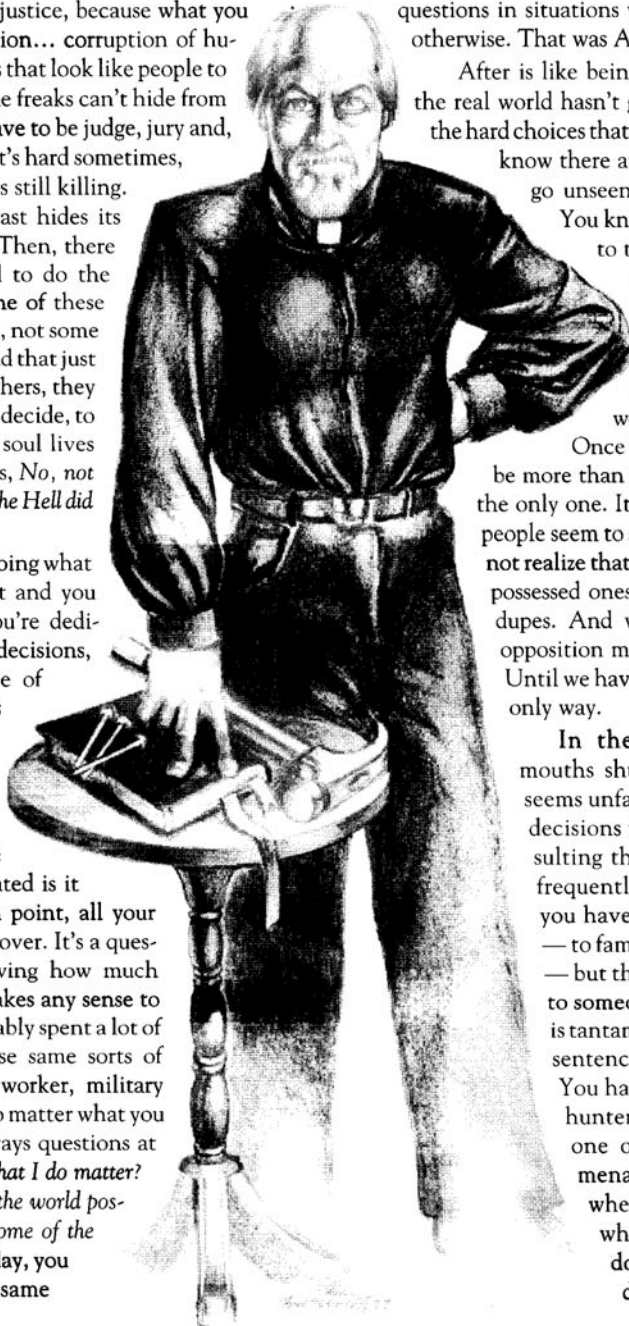 justice, because what you
ion... corruption of hu-
s that look like people to
e freaks can't hide from
ave to be judge, jury and,
t's hard sometimes,
s still killing.
ast hides its
Then, there
l to do the
ne of these
, not some
d that just
hers, they
decide, to
soul lives
s, No, not
he Hell did
oing what
t and you
ou're dedi-
decisions,
e of
ted is it
point, all your
over. It's a ques-
ving how much
akes any sense to
ably spent a lot of
se same sorts of
worker, military
o matter what you
ays questions at
hat I do matter?
the world pos-
ome of the
lay, you
same
questions in situations
otherwise. That was A
After is like bein
the real world hasn't g
the hard choices that
know there a
go unseen
You kn
to t
w
Once
be more than
the only one. It
people seem to
not realize that
possessed ones
dupes. And w
opposition m
Until we hav
only way.
In the
mouths shu
seems unfa
decisions
sulting th
frequently
you have
— to fam
— but th
to someo
is tantam
sentenc
You ha
hunter
one o
mena
whe
wh
do
d